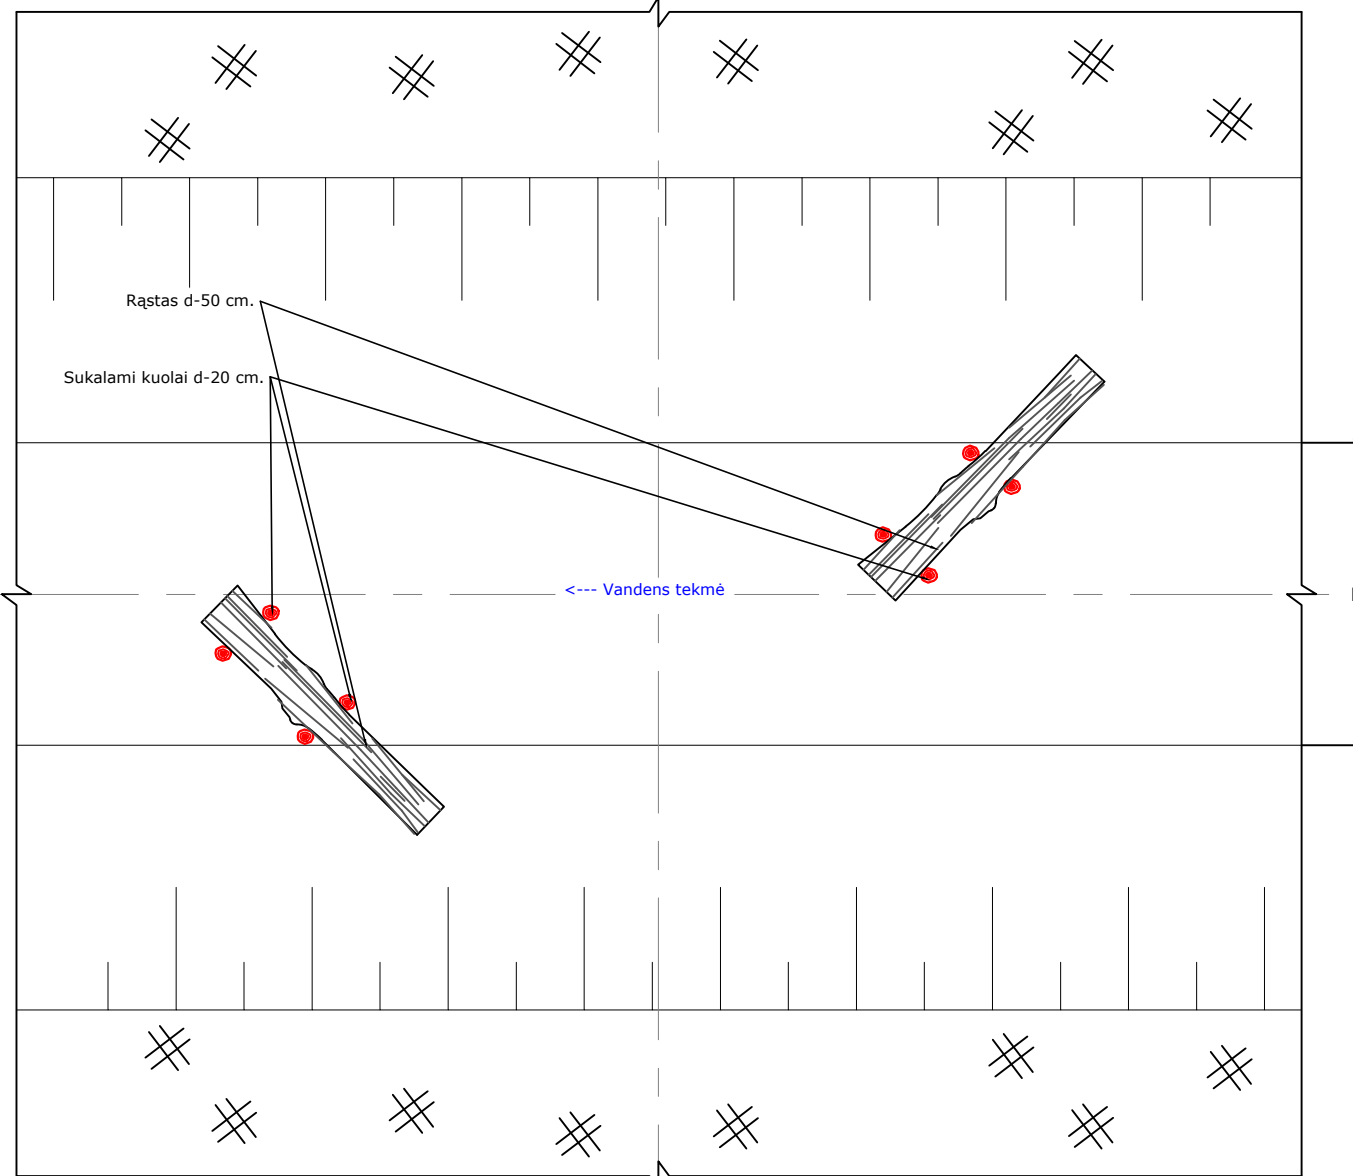 Rąstas d-50 cm.
Sukalami kuolai d-20 cm.
<--- Vandens tekmė